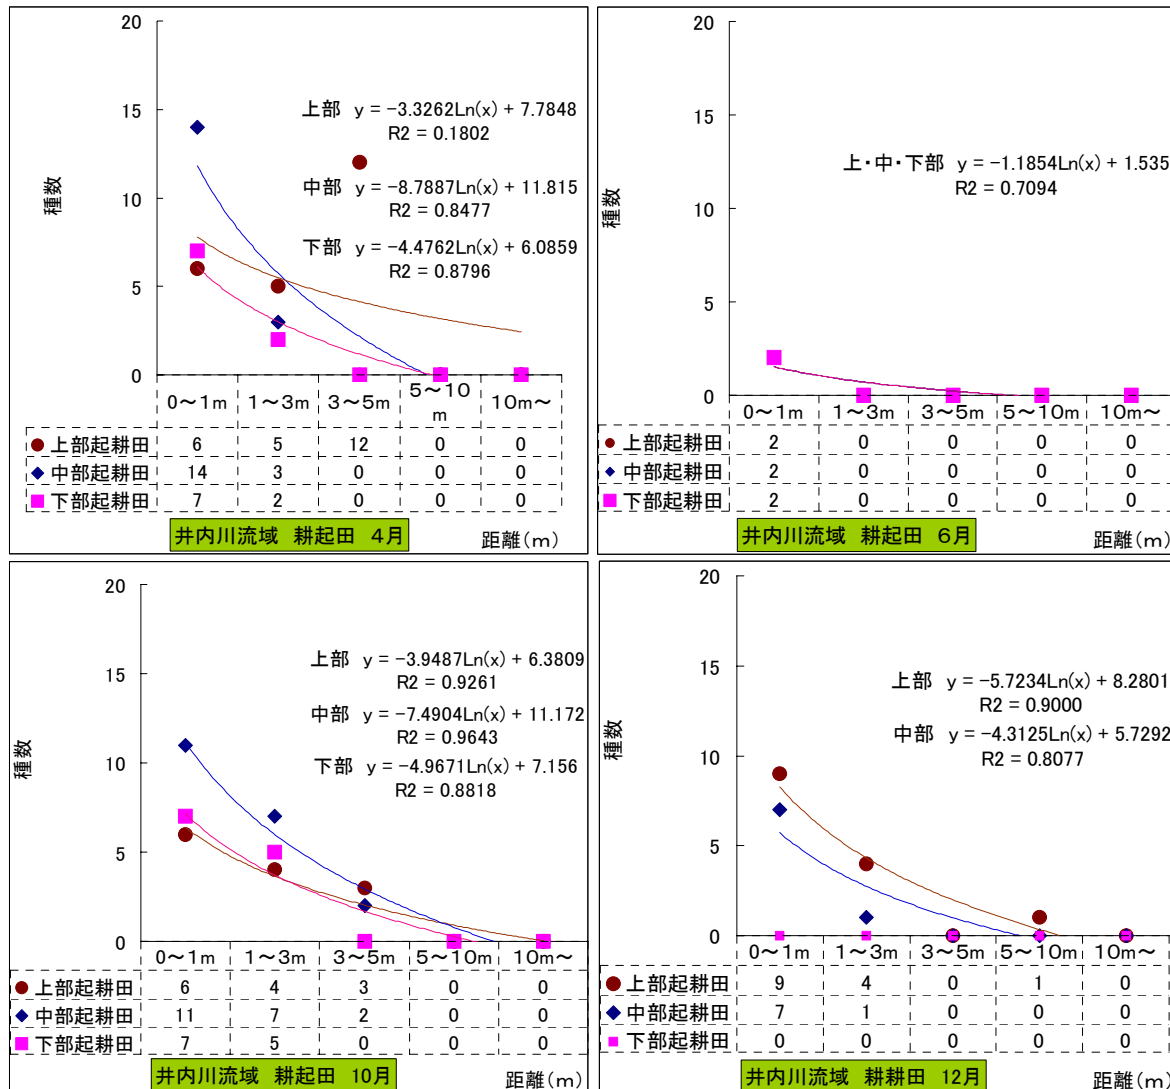 20
15
10
5
0
種数
上部 y = -3.3262Ln(x) + 7.7848
R2 = 0.1802
中部 y = -8.7887Ln(x) + 11.815
R2 = 0.8477
下部 y = -4.4762Ln(x) + 6.0859
R2 = 0.8796
0～1m 1～3m 3～5m 5～10m 10m～
上部起耕田 6 5 12 0 0
中部起耕田 14 3 0 0 0
下部起耕田 7 2 0 0 0
井内川流域 耕起田 4月
距離(m)
20
15
10
5
0
種数
上・中・下部 y = -1.1854Ln(x) + 1.535
R2 = 0.7094
0～1m 1～3m 3～5m 5～10m 10m～
上部起耕田 2 0 0 0 0
中部起耕田 2 0 0 0 0
下部起耕田 2 0 0 0 0
井内川流域 耕起田 6月
距離(m)
20
15
10
5
0
種数
上部 y = -3.9487Ln(x) + 6.3809
R2 = 0.9261
中部 y = -7.4904Ln(x) + 11.172
R2 = 0.9643
下部 y = -4.9671Ln(x) + 7.156
R2 = 0.8818
0～1m 1～3m 3～5m 5～10m 10m～
上部起耕田 6 4 3 0 0
中部起耕田 11 7 2 0 0
下部起耕田 7 5 0 0 0
井内川流域 耕起田 10月
距離(m)
20
15
10
5
0
種数
上部 y = -5.7234Ln(x) + 8.2801
R2 = 0.9000
中部 y = -4.3125Ln(x) + 5.7292
R2 = 0.8077
0～1m 1～3m 3～5m 5～10m 10m～
上部起耕田 9 4 0 1 0
中部起耕田 7 1 0 0 0
下部起耕田 0 0 0 0 0
井内川流域 耕耕田 12月
距離(m)